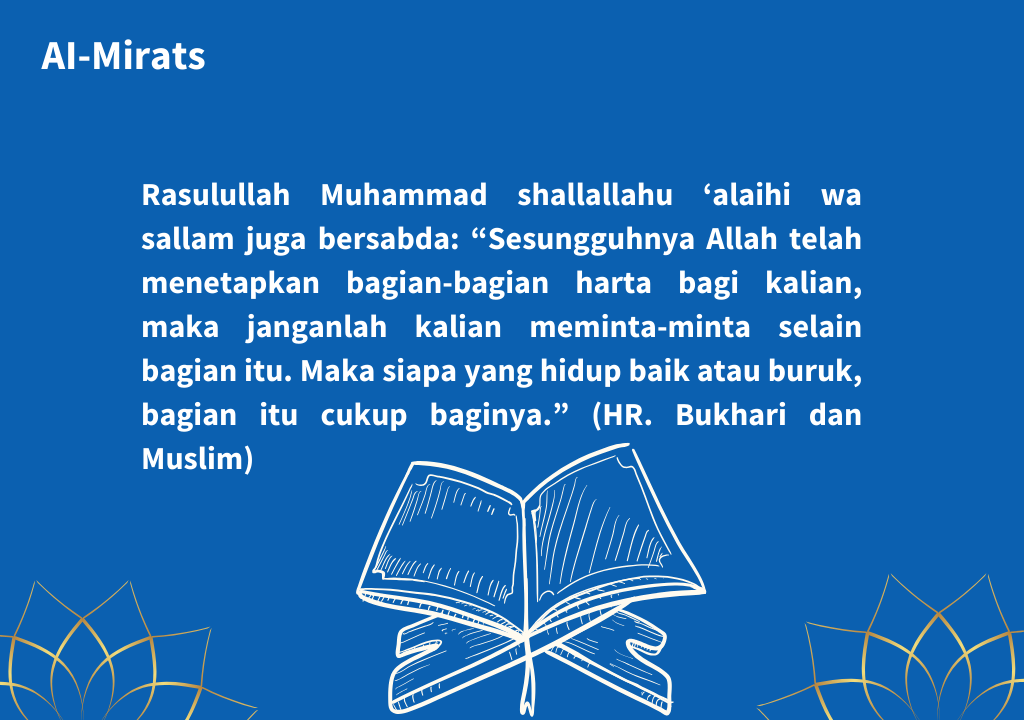 Al-Mirats
Rasulullah Muhammad shallallahu ‘alaihi wa
sallam juga bersabda: “Sesungguhnya Allah telah
menetapkan bagian-bagian harta bagi kalian,
maka janganlah kalian meminta-minta selain
bagian itu. Maka siapa yang hidup baik atau buruk,
bagian itu cukup baginya.” (HR. Bukhari dan
Muslim)